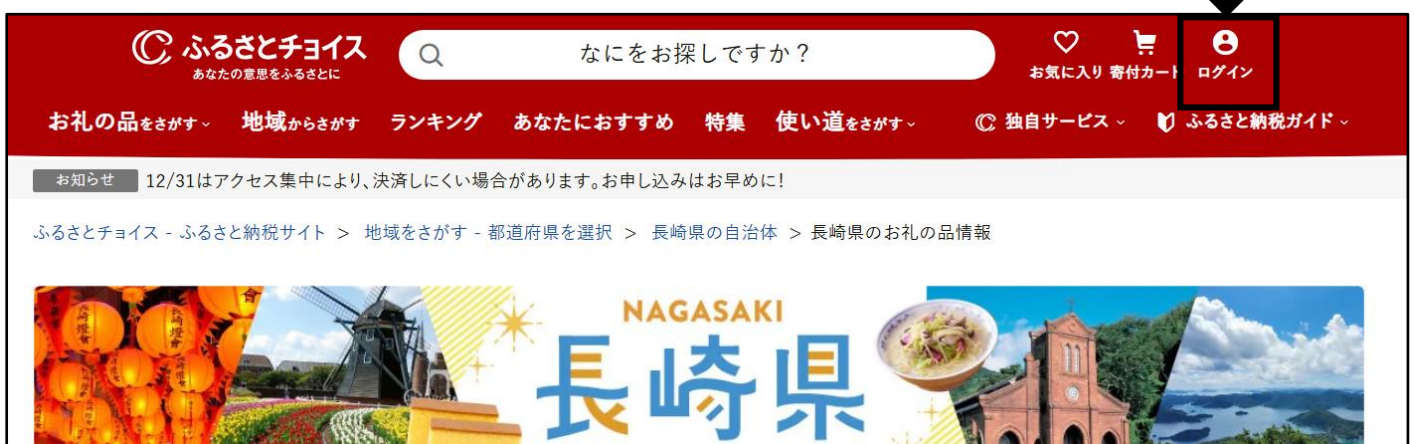 ふるさとチョイス
あなたの意思をふるさとに
なにをお探しですか？
お気に入り 寄付カート ログイン
お礼の品をさがす 地域からさがす ランキング あなたにおすすめ 特集 使い道をさがす 独自サービス ふるさと納税ガイド
お知らせ 12/31はアクセス集中により、決済しにくい場合があります。お申し込みはお早めに!
ふるさとチョイス - ふるさと納税サイト > 地域をさがす - 都道府県を選択 > 長崎県の自治体 > 長崎県のお礼の品情報
NAGASAKI
長崎県